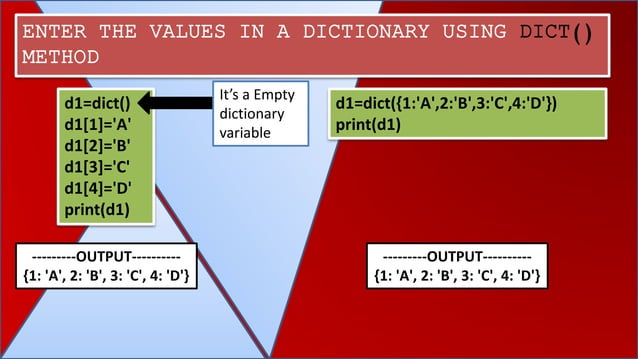 ENTER THE VALUES IN A DICTIONARY USING DICT()
METHOD
d1=dict()
d1[1]='A'
d1[2]='B'
d1[3]='C'
d1[4]='D'
print(d1)
It’s a Empty
dictionary
variable
d1=dict({1:'A',2:'B',3:'C',4:'D'})
print(d1)
---------OUTPUT----------
{1: 'A', 2: 'B', 3: 'C', 4: 'D'}
---------OUTPUT----------
{1: 'A', 2: 'B', 3: 'C', 4: 'D'}